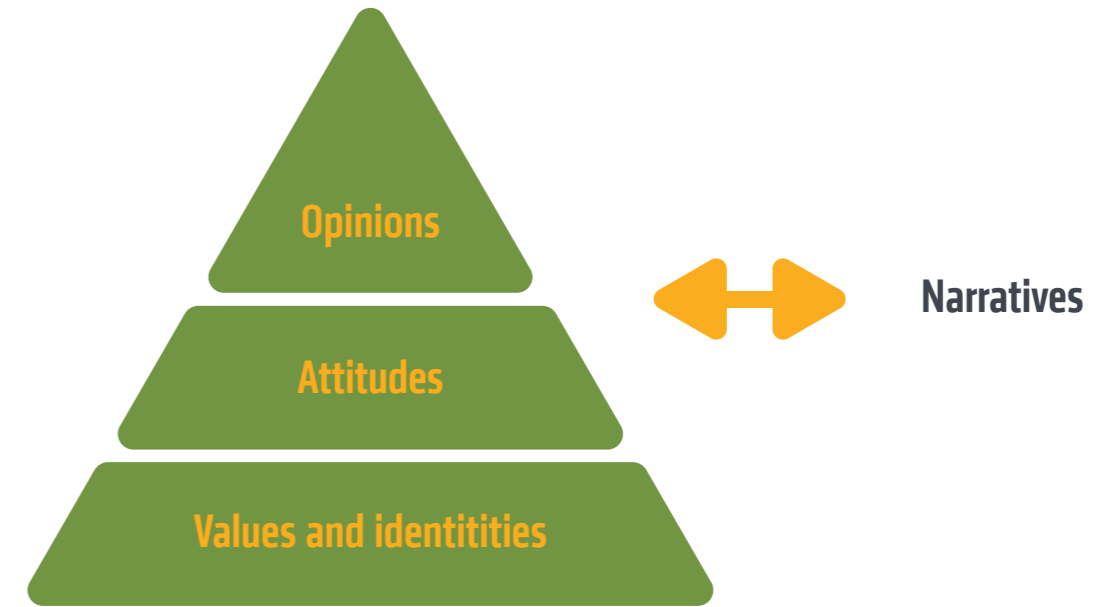 Opinions
Narratives
Attitudes
Values and identitities